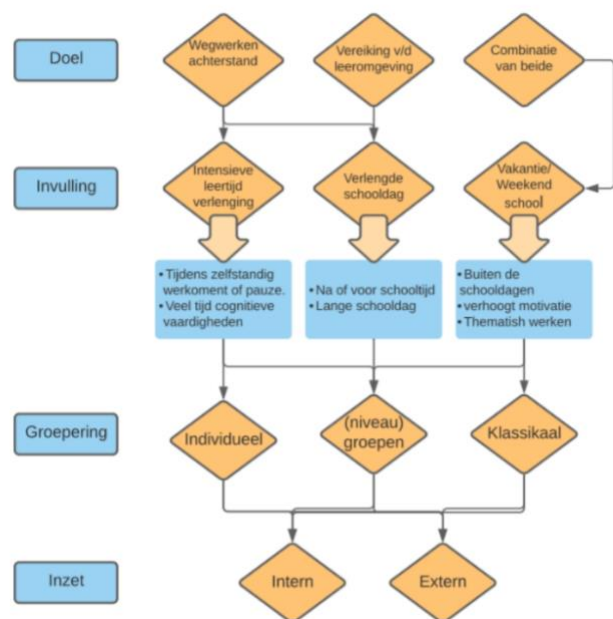 Doel
Wegwerken
achterstand
Vereiking v/d
leeromgeving
Combinatie
van beide
Invulling
Intensieve
leertijd
verlenging
Verlengde
schooldag
Vakantie/
Weekend
school
• Tijdens zelfstandig
werkoment of pauze.
• Veel tijd cognitieve
vaardigheden
• Na of voor schooltijd
• Lange schooldag
• Buiten de
schooldagen
• verhoogt motivatie
• Thematish werken
Groepering
Individueel
(niveau)
groepen
Klassikaal
Inzet
Intern
Extern